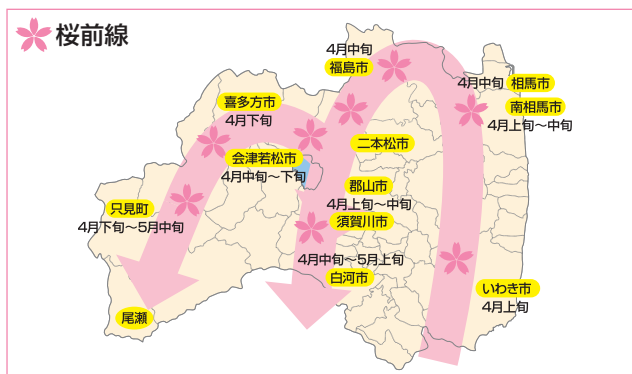 桜前線
4月中旬
福島市
4月中旬 相馬市
南相馬市
4月上旬〜中旬
喜多方市
4月下旬
二本松市
会津若松市
4月中旬〜下旬
郡山市
4月上旬〜中旬
須賀川市
只見町
4月下旬〜5月中旬
4月中旬〜5月上旬
白河市
いわき市
4月上旬
尾瀬